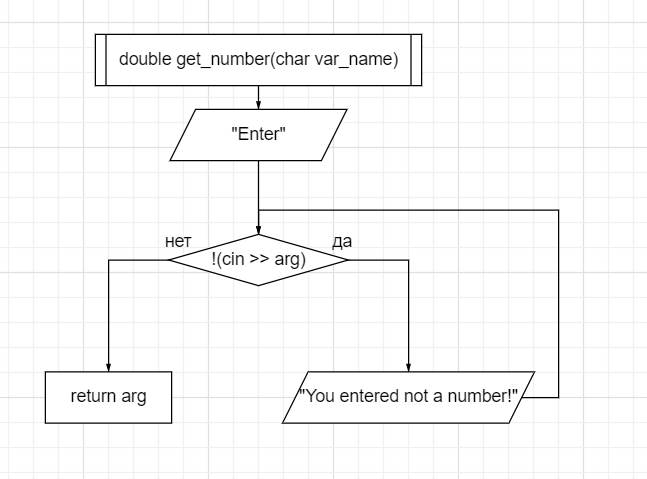 double get_number(char var_name)
"Enter"
нет
да
!(cin >> arg)
return arg
"You entered not a number!"